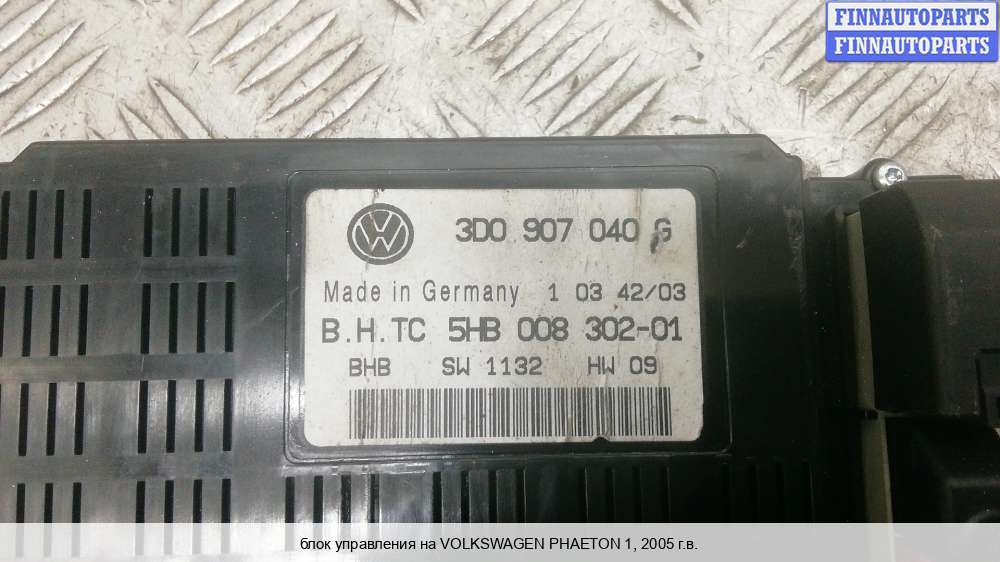 FINNAUTOPARTS
FINNAUTOPARTS
3D0 907 040 G
Made in Germany 1 03 42/03
B.H.TC 5HB 008 302-01
BHB SW 1132 HW 09
блок управления на VOLKSWAGEN PHAETON 1, 2005 г.в.